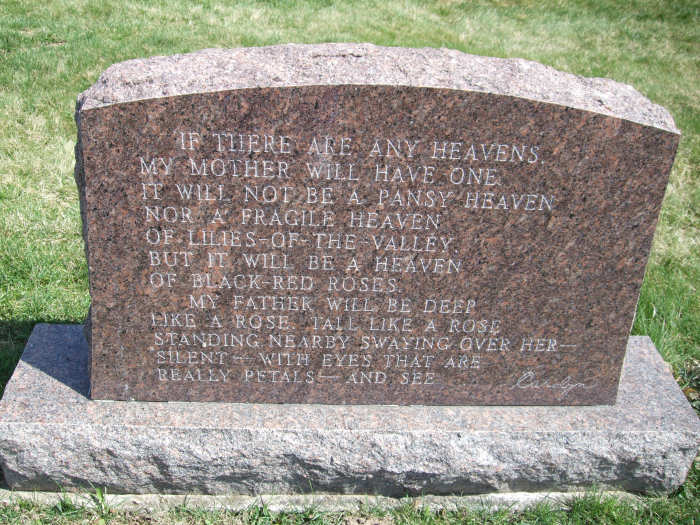 IF THERE ARE ANY HEAVENS,
MY MOTHER WILL HAVE ONE.
IT WILL NOT BE A PANSY HEAVEN
NOR A FRAGILE HEAVEN
OF LILIES-OF-THE-VALLEY,
BUT IT WILL BE A HEAVEN
OF BLACK-RED ROSES.
MY FATHER WILL BE DEEP
LIKE A ROSE, TALL LIKE A ROSE
STANDING NEARBY SWAYING OVER HER—
SILENT — WITH EYES THAT ARE
REALLY PETALS — AND SEE
Carolyn